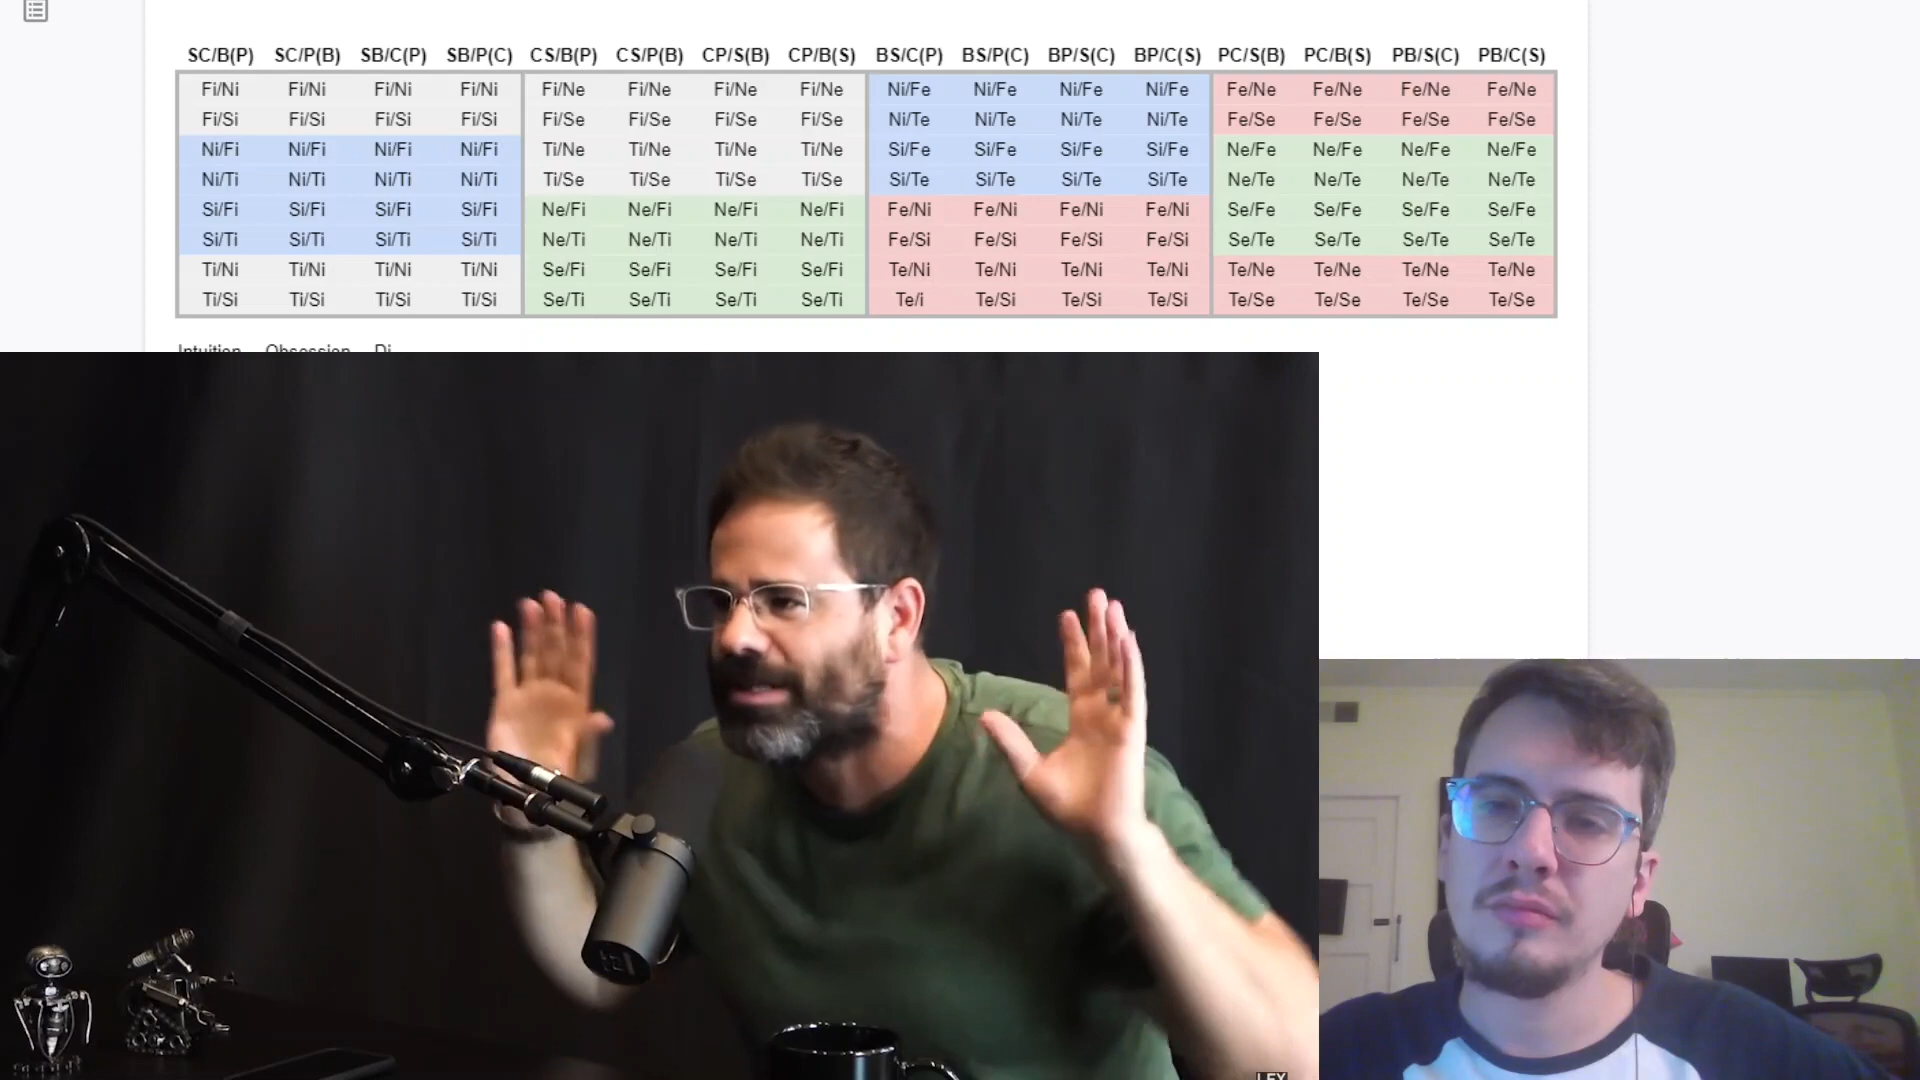 SC/B(P) SC/P(B) SB/C(P) SB/P(C) CS/B(P) CS/P(B) CP/S(B) CP/B(S) BS/C(P) BS/P(C) BP/S(C) BP/C(S) PC/S(B) PC/B(S) PB/S(C) PB/C(S)
Fi/Ni Fi/Ni Fi/Ni Fi/Ni Fi/Ne Fi/Ne Fi/Ne Fi/Ne Ni/Fe Ni/Fe Ni/Fe Ni/Fe Fe/Ne Fe/Ne Fe/Ne Fe/Ne
Fi/Si Fi/Si Fi/Si Fi/Si Fi/Se Fi/Se Fi/Se Fi/Se Ni/Te Ni/Te Ni/Te Ni/Te Fe/Se Fe/Se Fe/Se Fe/Se
Ni/Fi Ni/Fi Ni/Fi Ni/Fi Ti/Ne Ti/Ne Ti/Ne Ti/Ne Si/Fe Si/Fe Si/Fe Si/Fe Ne/Fe Ne/Fe Ne/Fe Ne/Fe
Ni/Ti Ni/Ti Ni/Ti Ni/Ti Ti/Se Ti/Se Ti/Se Ti/Se Si/Te Si/Te Si/Te Si/Te Ne/Te Ne/Te Ne/Te Ne/Te
Si/Fi Si/Fi Si/Fi Si/Fi Ne/Fi Ne/Fi Ne/Fi Ne/Fi Fe/Ni Fe/Ni Fe/Ni Fe/Ni Se/Fe Se/Fe Se/Fe Se/Fe
Si/Ti Si/Ti Si/Ti Si/Ti Ne/Ti Ne/Ti Ne/Ti Ne/Ti Fe/Si Fe/Si Fe/Si Fe/Si Se/Te Se/Te Se/Te Se/Te
Ti/Ni Ti/Ni Ti/Ni Ti/Ni Se/Fi Se/Fi Se/Fi Se/Fi Te/Ni Te/Ni Te/Ni Te/Ni Te/Ne Te/Ne Te/Ne Te/Ne
Ti/Si Ti/Si Ti/Si Ti/Si Se/Ti Se/Ti Se/Ti Se/Ti Te/i Te/Si Te/Si Te/Si Te/Se Te/Se Te/Se Te/Se
Intuition Obsession Di
LEX